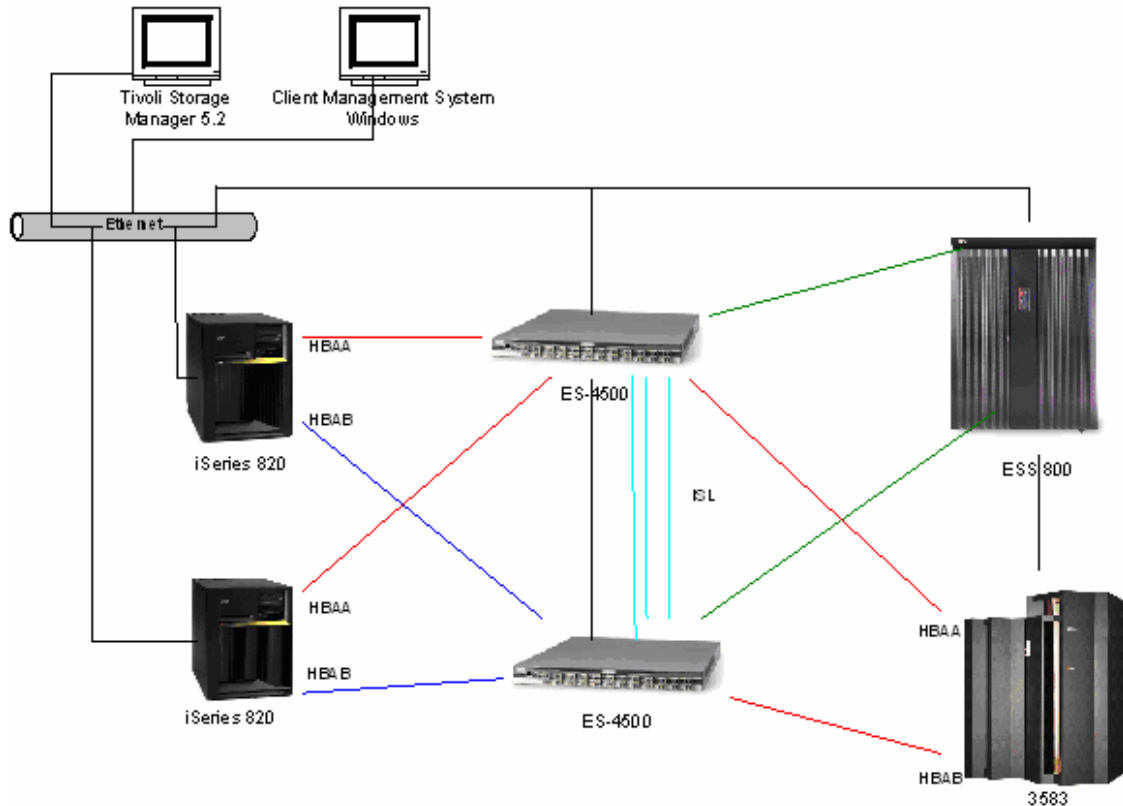 Tivoli Storage
Manager 5.2
Client Management System
Windows
Ethernet
HBAA
HBAB
iSeries 820
ES-4500
ESS 800
ISL
HBAA
HBAB
iSeries 820
ES-4500
HBAA
HBAB
3583